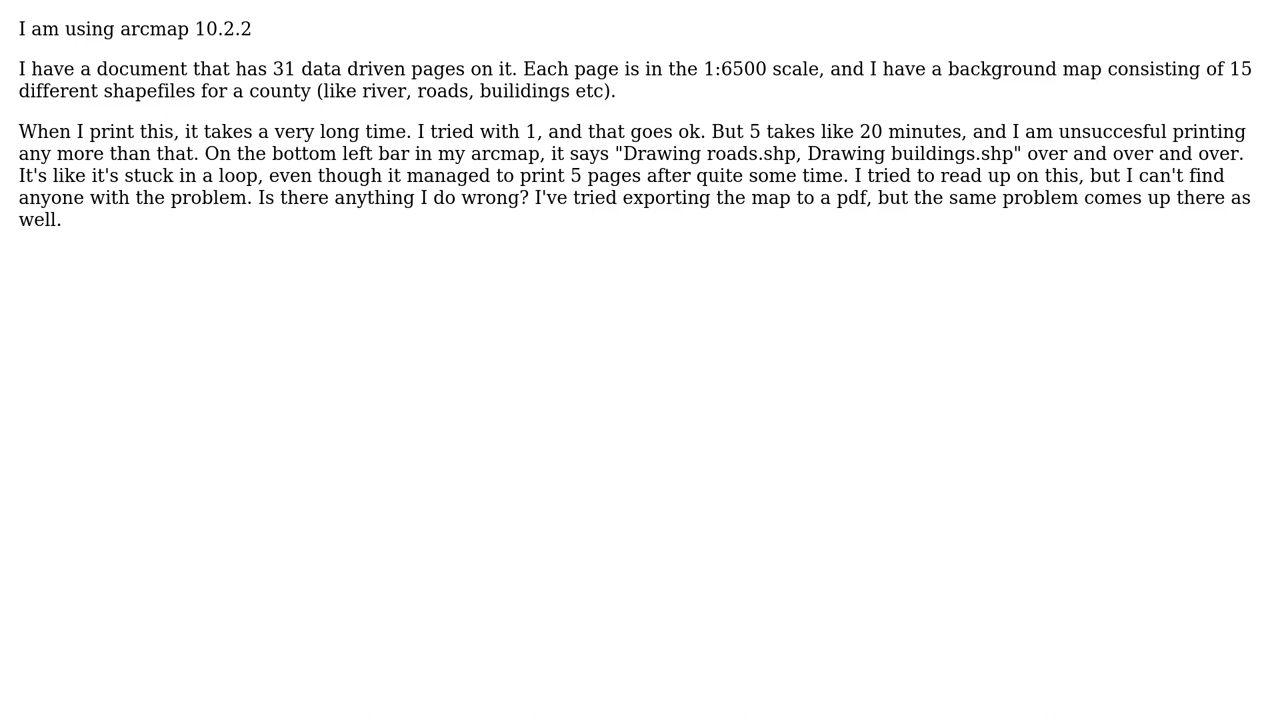 I am using arcmap 10.2.2
I have a document that has 31 data driven pages on it. Each page is in the 1:6500 scale, and I have a background map consisting of 15
different shapefiles for a county (like river, roads, builidings etc).
When I print this, it takes a very long time. I tried with 1, and that goes ok. But 5 takes like 20 minutes, and I am unsuccesful printing
any more than that. On the bottom left bar in my arcmap, it says "Drawing roads.shp, Drawing buildings.shp" over and over and over.
It's like it's stuck in a loop, even though it managed to print 5 pages after quite some time. I tried to read up on this, but I can't find
anyone with the problem. Is there anything I do wrong? I've tried exporting the map to a pdf, but the same problem comes up there as
well.